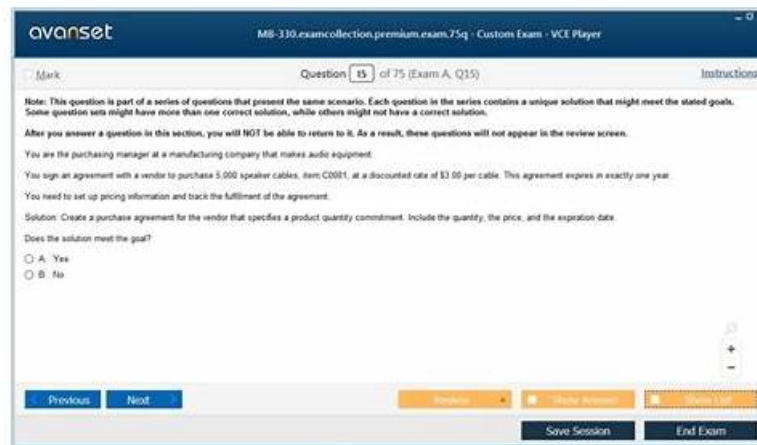 avanset
MB-330.examcollection.premium.exam.75q - Custom Exam - VCE Player
Mark
Question 15 of 75 (Exam A, Q15)
Instructions
Note: This question is part of a series of questions that present the same scenario. Each question in the series contains a unique solution that might meet the stated goals.
Some question sets might have more than one correct solution, while others might not have a correct solution.
After you answer a question in this section, you will NOT be able to return to it. As a result, these questions will not appear in the review screen.
You are the purchasing manager at a manufacturing company that makes audio equipment.
You sign an agreement with a vendor to purchase 5,000 speaker cables, item C0001, at a discounted rate of $3.00 per cable. This agreement expires in exactly one year.
You need to set up pricing information and track the fulfillment of the agreement.
Solution: Create a purchase agreement for the vendor that specifies a product quantity commitment. Include the quantity, the price, and the expiration date.
Does the solution meet the goal?
A. Yes
B. No
Previous
Next
Review
Show Answer
Show List
Save Session
End Exam